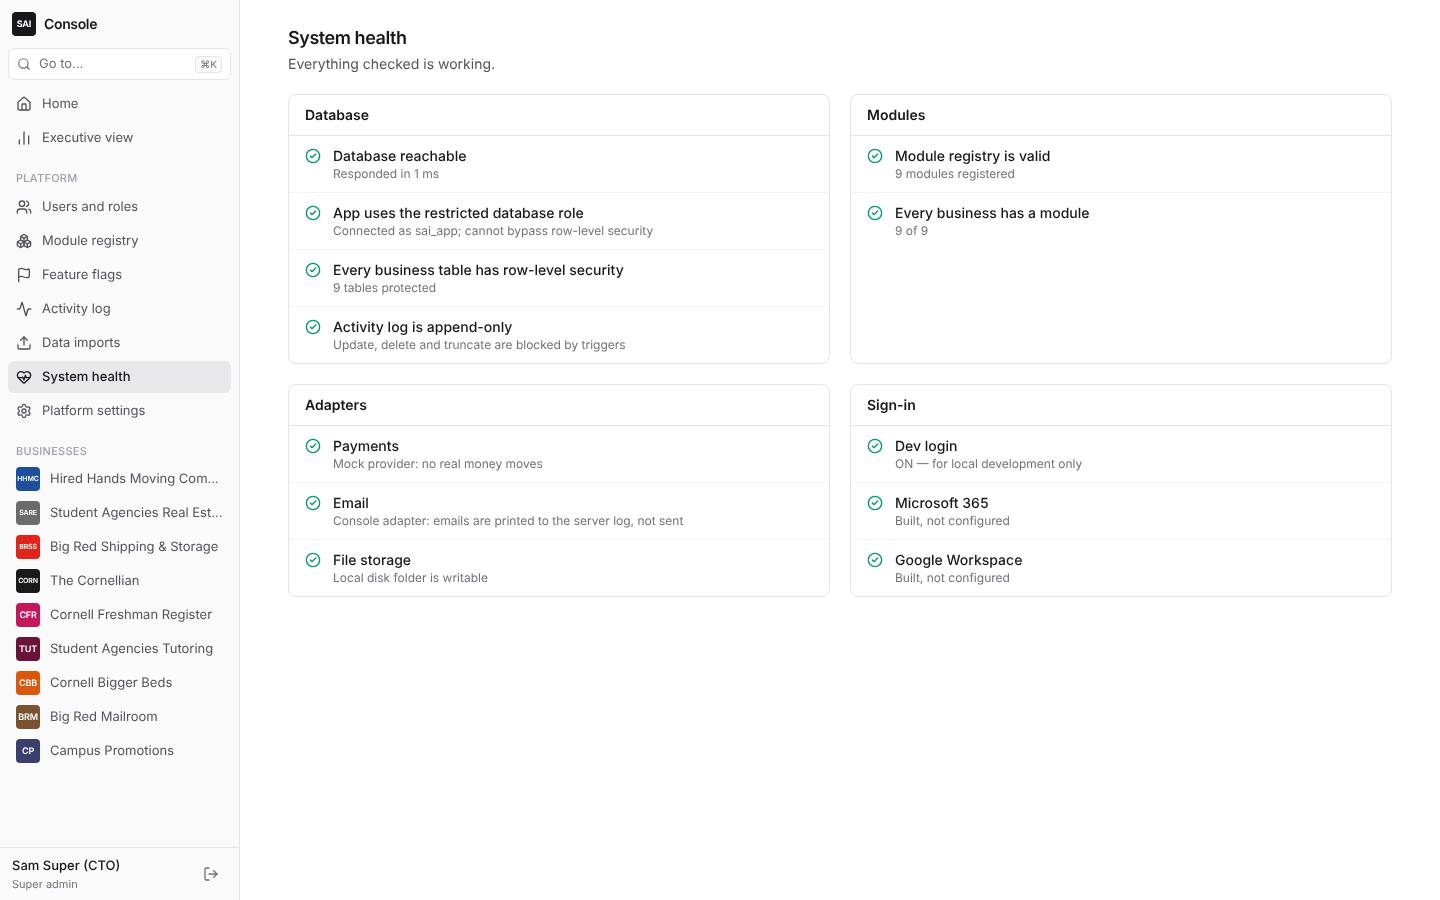 SAI Console
Go to... ⌘K
Home
Executive view
PLATFORM
Users and roles
Module registry
Feature flags
Activity log
Data imports
System health
Platform settings
BUSINESSES
HHMC Hired Hands Moving Com...
SARE Student Agencies Real Est...
BRSS Big Red Shipping & Storage
CORN The Cornellian
CFR Cornell Freshman Register
TUT Student Agencies Tutoring
CBB Cornell Bigger Beds
BRM Big Red Mailroom
CP Campus Promotions
Sam Super (CTO)
Super admin
System health
Everything checked is working.
Database
Database reachable
Responded in 1 ms
App uses the restricted database role
Connected as sai_app; cannot bypass row-level security
Every business table has row-level security
9 tables protected
Activity log is append-only
Update, delete and truncate are blocked by triggers
Modules
Module registry is valid
9 modules registered
Every business has a module
9 of 9
Adapters
Payments
Mock provider: no real money moves
Email
Console adapter: emails are printed to the server log, not sent
File storage
Local disk folder is writable
Sign-in
Dev login
ON — for local development only
Microsoft 365
Built, not configured
Google Workspace
Built, not configured